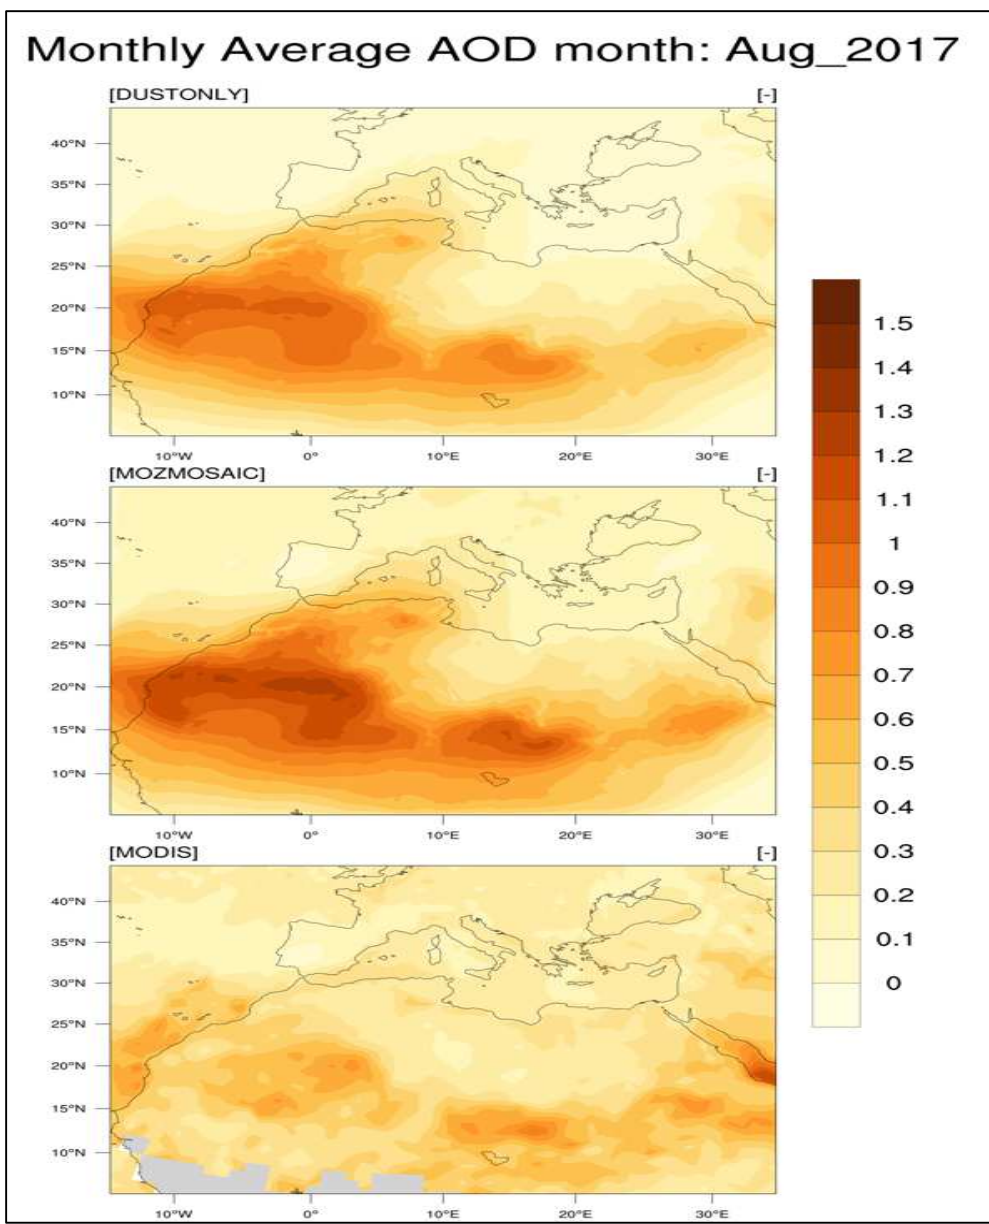 Monthly Average AOD month: Aug_2017
[DUSTONLY] [-]
40°N
35°N
30°N
25°N
20°N
15°N
10°N
10°W 0° 10°E 20°E 30°E
[MOZMOSAIC] [-]
40°N
35°N
30°N
25°N
20°N
15°N
10°N
10°W 0° 10°E 20°E 30°E
[MODIS] [-]
40°N
35°N
30°N
25°N
20°N
15°N
10°N
10°W 0° 10°E 20°E 30°E
1.5
1.4
1.3
1.2
1.1
1
0.9
0.8
0.7
0.6
0.5
0.4
0.3
0.2
0.1
0